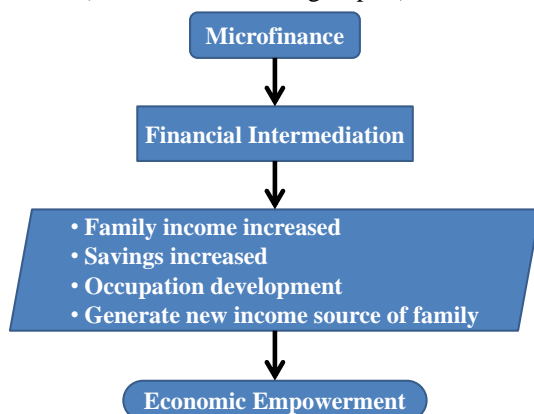 Microfinance
Financial Intermediation
• Family income increased
• Savings increased
• Occupation development
• Generate new income source of family
Economic Empowerment